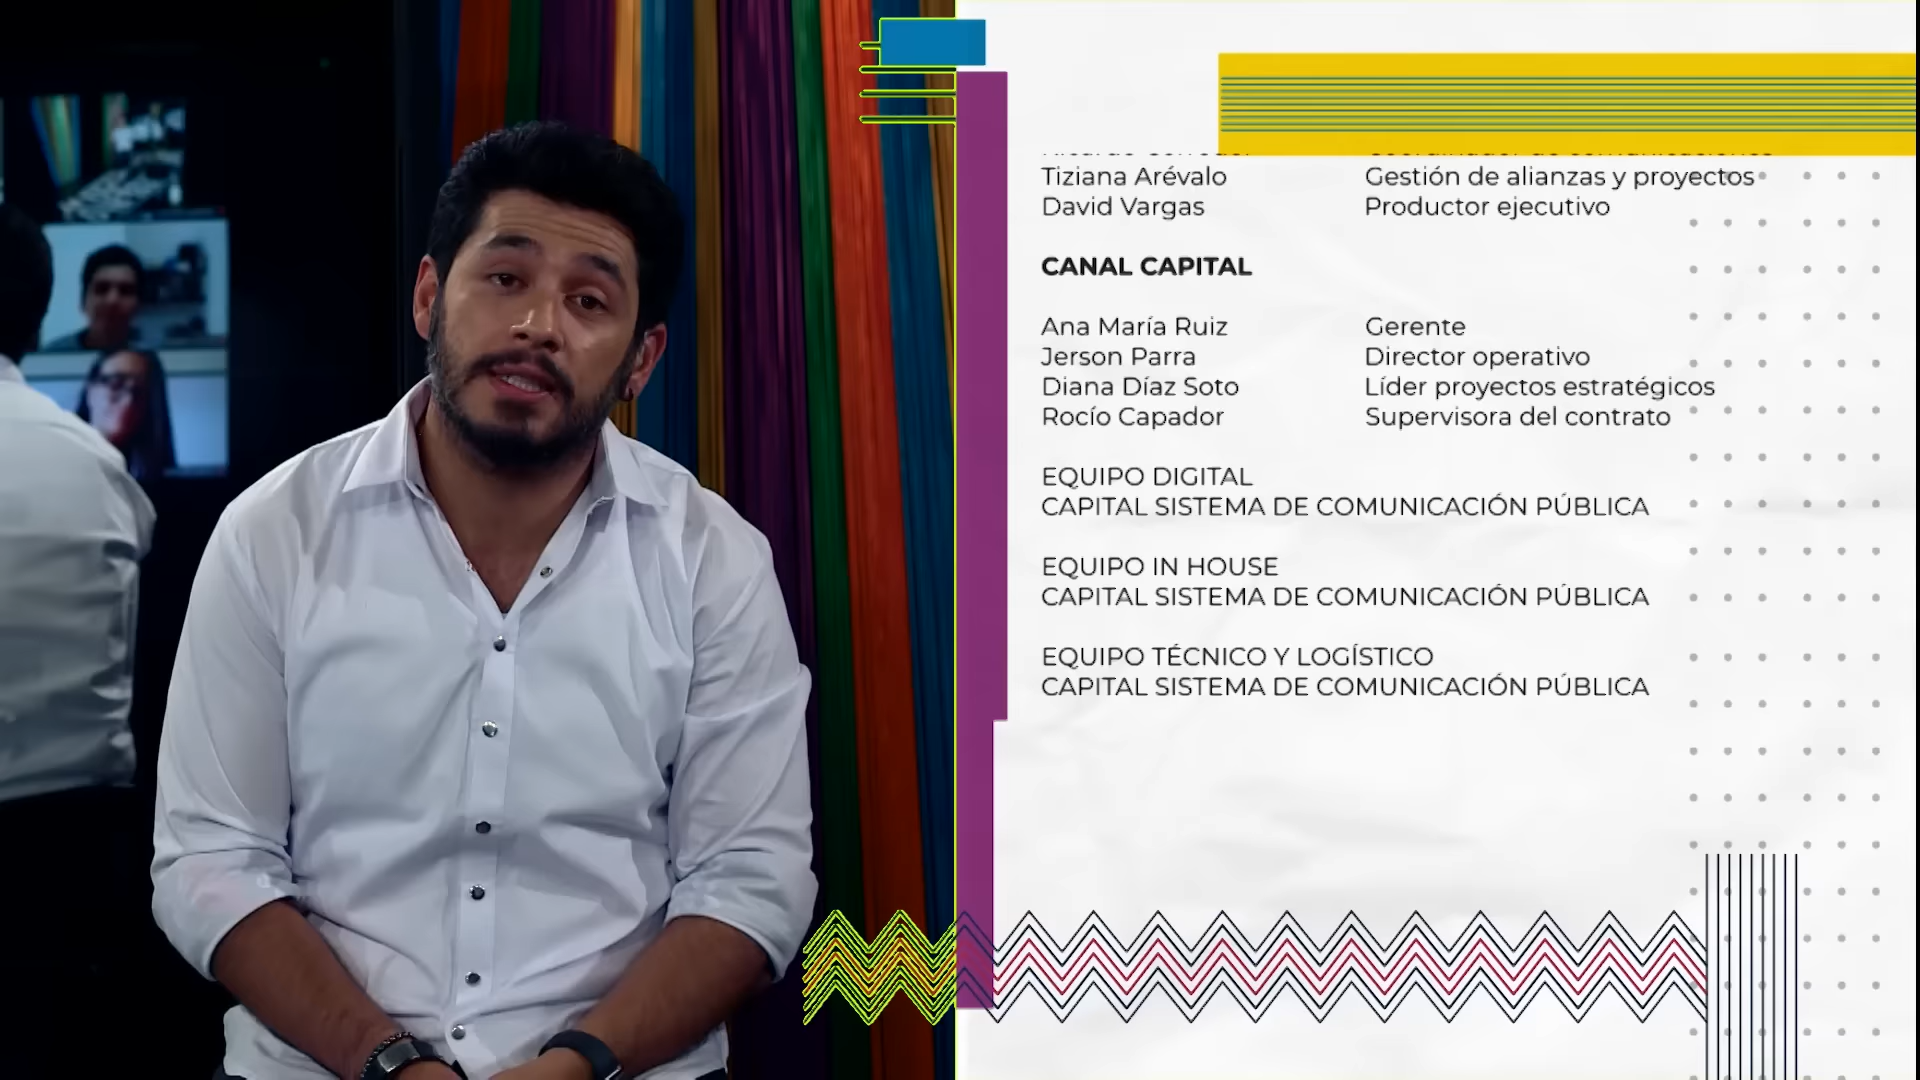 Tiziana Arévalo Gestión de alianzas y proyectos
David Vargas Productor ejecutivo
CANAL CAPITAL
Ana María Ruiz Gerente
Jerson Parra Director operativo
Diana Díaz Soto Líder proyectos estratégicos
Rocío Capador Supervisora del contrato
EQUIPO DIGITAL
CAPITAL SISTEMA DE COMUNICACIÓN PÚBLICA
EQUIPO IN HOUSE
CAPITAL SISTEMA DE COMUNICACIÓN PÚBLICA
EQUIPO TÉCNICO Y LOGÍSTICO
CAPITAL SISTEMA DE COMUNICACIÓN PÚBLICA